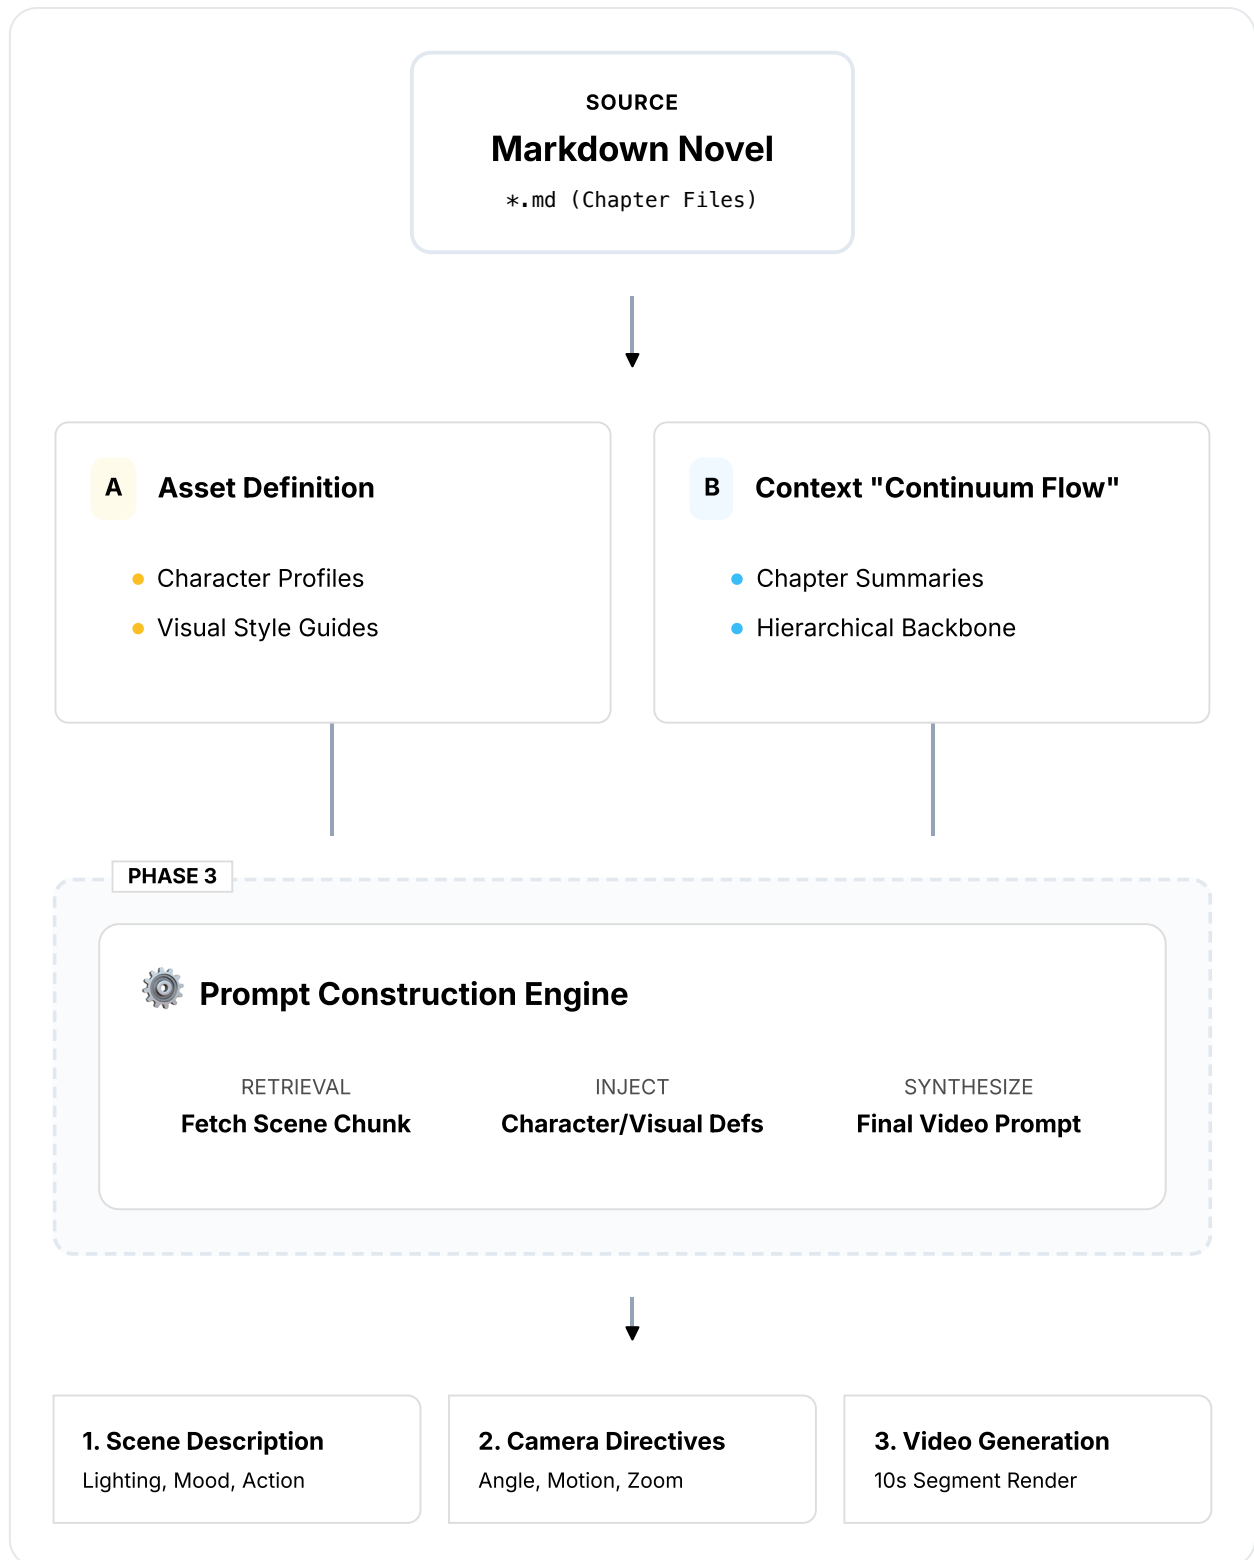 SOURCE
Markdown Novel
*.md (Chapter Files)
A
Asset Definition
Character Profiles
Visual Style Guides
B
Context "Continuum Flow"
Chapter Summaries
Hierarchical Backbone
PHASE 3
Prompt Construction Engine
RETRIEVAL
Fetch Scene Chunk
INJECT
Character/Visual Defs
SYNTHESIZE
Final Video Prompt
1. Scene Description
Lighting, Mood, Action
2. Camera Directives
Angle, Motion, Zoom
3. Video Generation
10s Segment Render